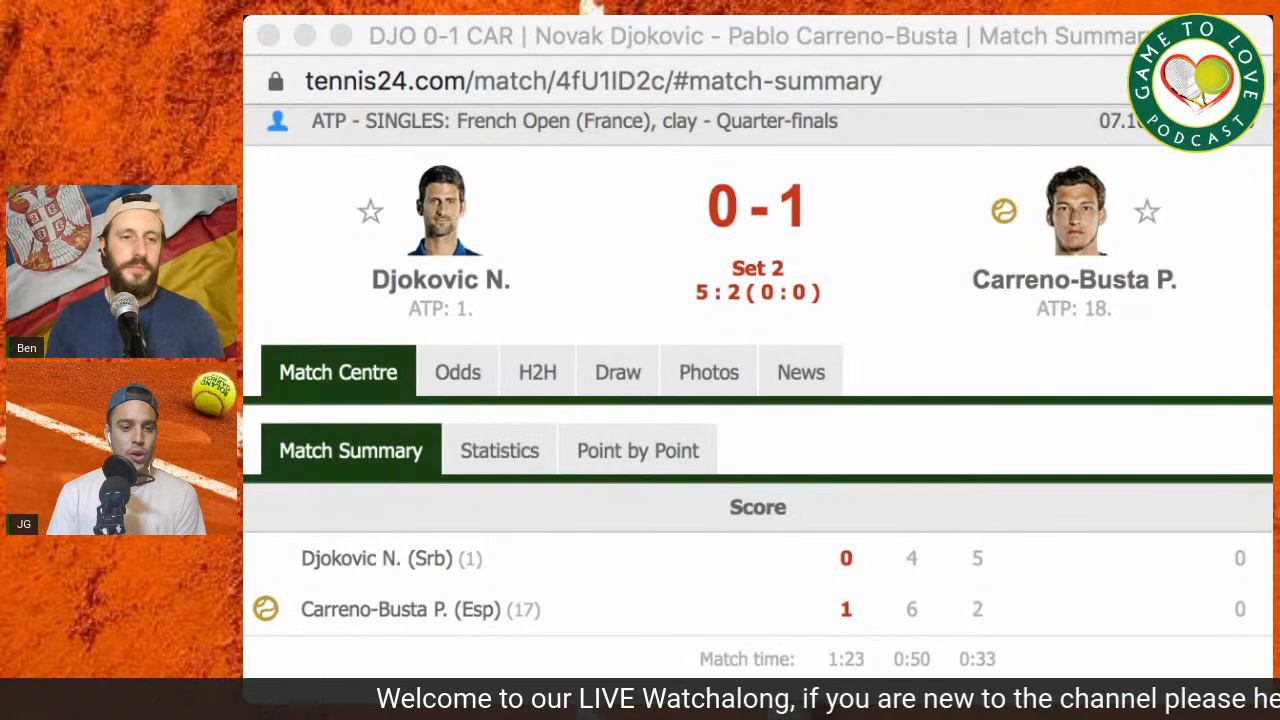 DJO 0-1 CAR | Novak Djokovic - Pablo Carreno-Busta | Match Summar
tennis24.com/match/4fU1ID2c/#match-summary
GAME TO LOVE PODCAST
ATP - SINGLES: French Open (France), clay - Quarter-finals
0 - 1
Djokovic N.
ATP: 1.
Set 2
5 : 2 ( 0 : 0 )
Carreno-Busta P.
ATP: 18.
Ben
Match Centre Odds H2H Draw Photos News
Match Summary Statistics Point by Point
Score
JG
Djokovic N. (Srb) (1) 0 4 5 0
Carreno-Busta P. (Esp) (17) 1 6 2 0
Match time: 1:23 0:50 0:33
Welcome to our LIVE Watchalong, if you are new to the channel please he